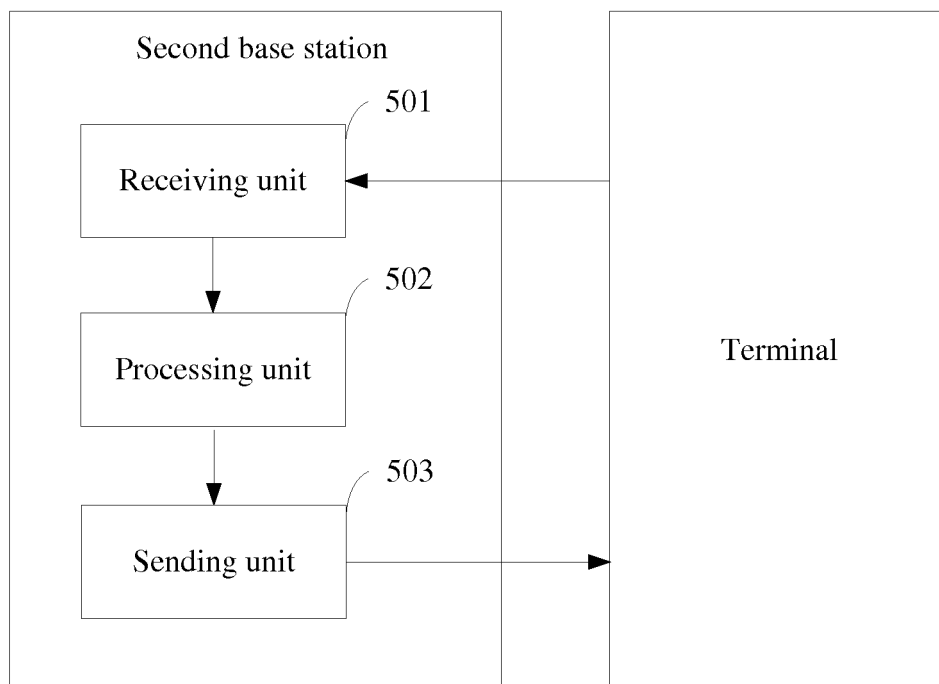 Second base station
501
Receiving unit
502
Processing unit
Terminal
503
Sending unit